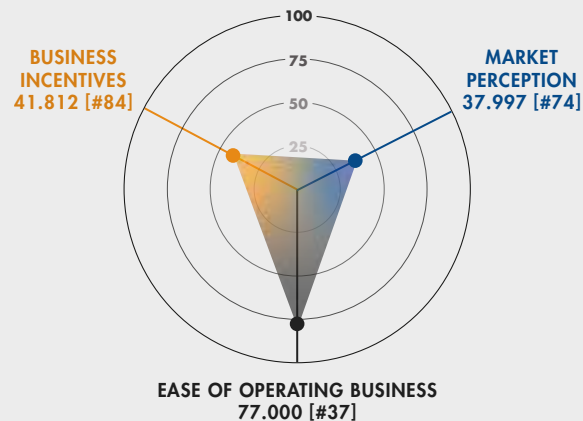 100
BUSINESS
INCENTIVES
41.812 [#84]
75
MARKET
PERCEPTION
37.997 [#74]
50
25
EASE OF OPERATING BUSINESS
77.000 [#37]